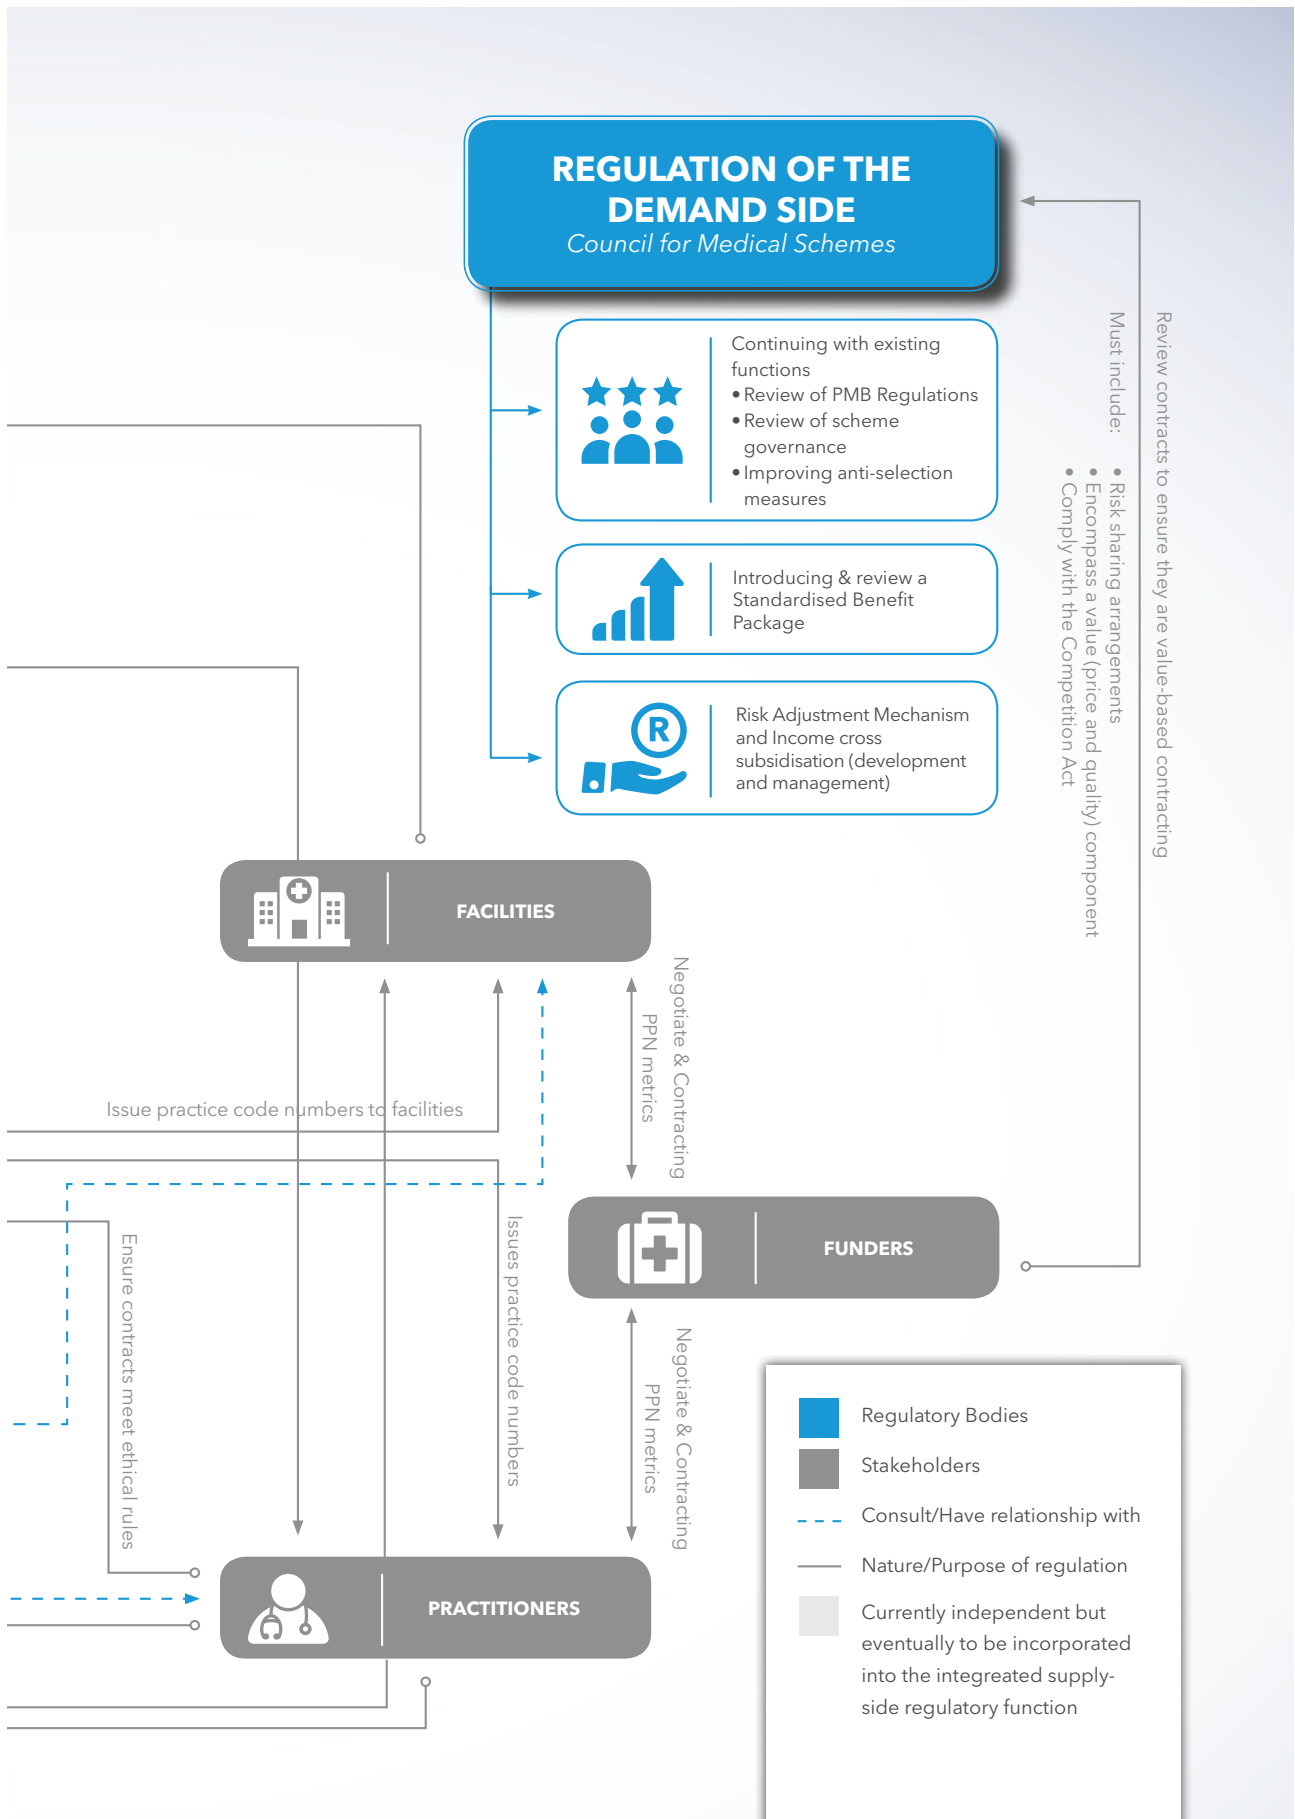 REGULATION OF THE
DEMAND SIDE
Council for Medical Schemes
Continuing with existing
functions
• Review of PMB Regulations
• Review of scheme
governance
• Improving anti-selection
measures
Introducing & review a
Standardised Benefit
Package
R
Risk Adjustment Mechanism
and Income cross
subsidisation (development
and management)
Review contracts to ensure they are value-based contracting
Must include:
• Risk sharing arrangements
• Encompass a value (price and quality) component
• Comply with the Competition Act
FACILITIES
Negotiate & Contracting
PPN metrics
Issue practice code numbers to facilities
FUNDERS
Ensure contracts meet ethical rules
Issues practice code numbers
Negotiate & Contracting
PPN metrics
PRACTITIONERS
Regulatory Bodies
Stakeholders
Consult/Have relationship with
Nature/Purpose of regulation
Currently independent but
eventually to be incorporated
into the integreated supply-
side regulatory function